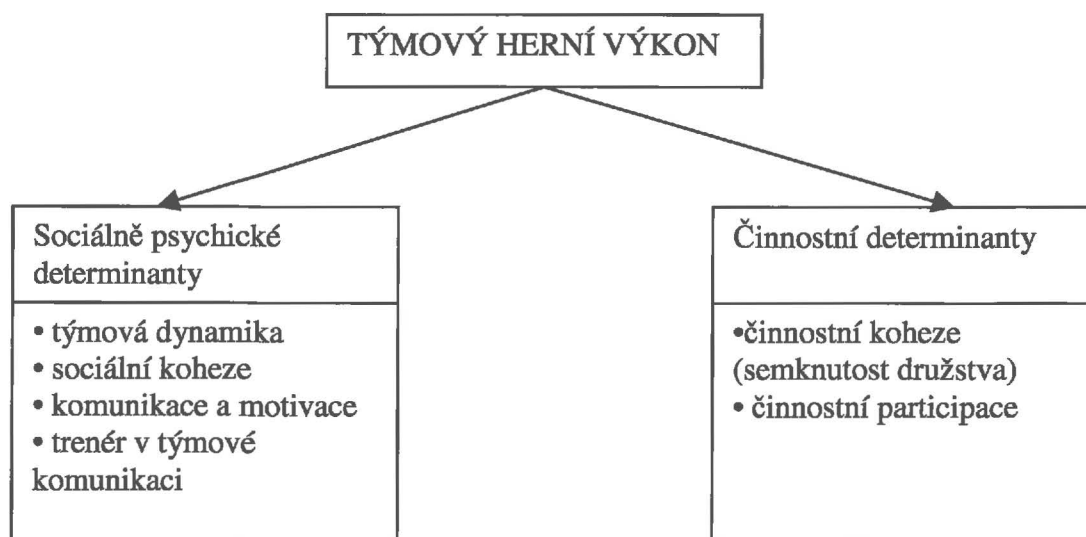 TÝMOVÝ HERNÍ VÝKON
Sociálně psychické
determinanty
• týmová dynamika
• sociální koheze
• komunikace a motivace
• trenér v týmové
komunikaci
Činnostní determinanty
•činnostní koheze
(semknutost družstva)
• činnostní participace